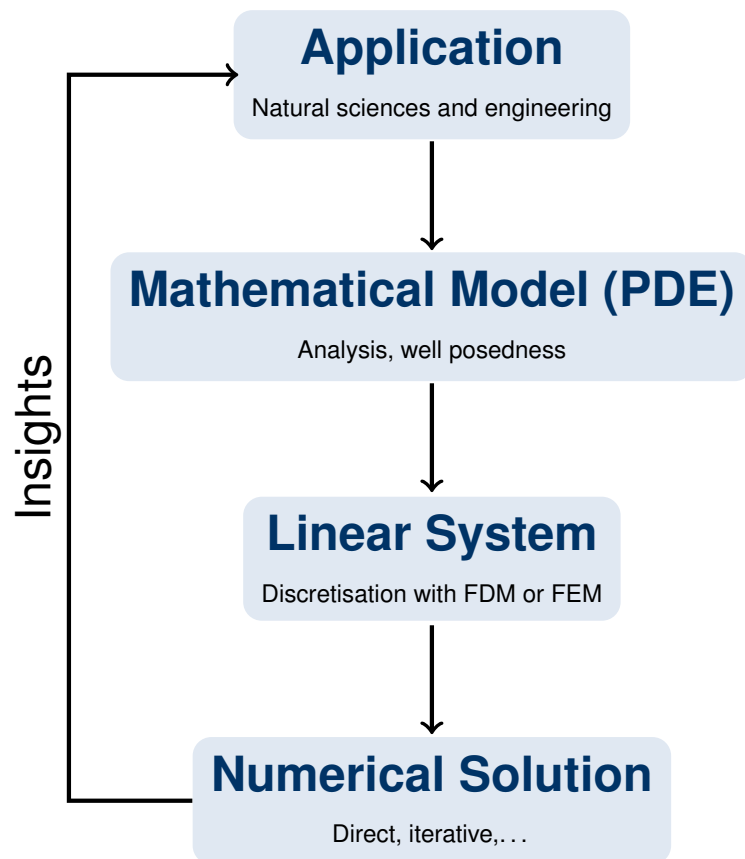 Application
Natural sciences and engineering
Mathematical Model (PDE)
Analysis, well posedness
Insights
Linear System
Discretisation with FDM or FEM
Numerical Solution
Direct, iterative,...